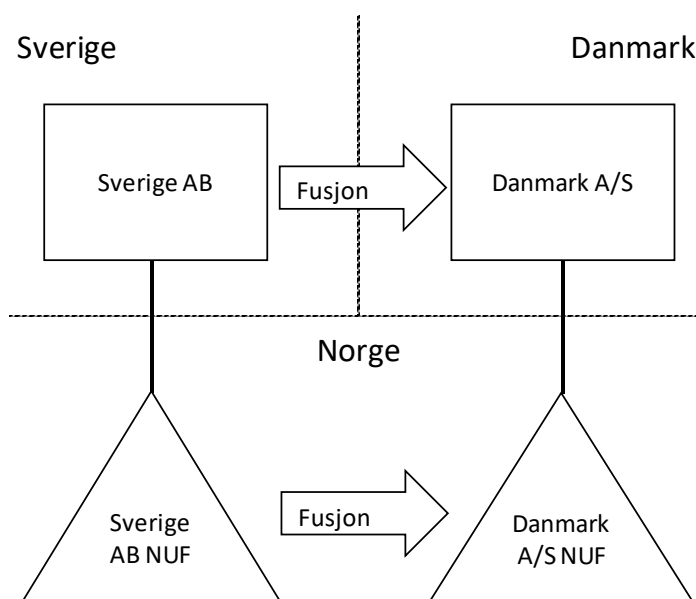 Sverige
Danmark
Sverige AB
Fusjon
Danmark A/S
Norge
Sverige
AB NUF
Fusjon
Danmark
A/S NUF